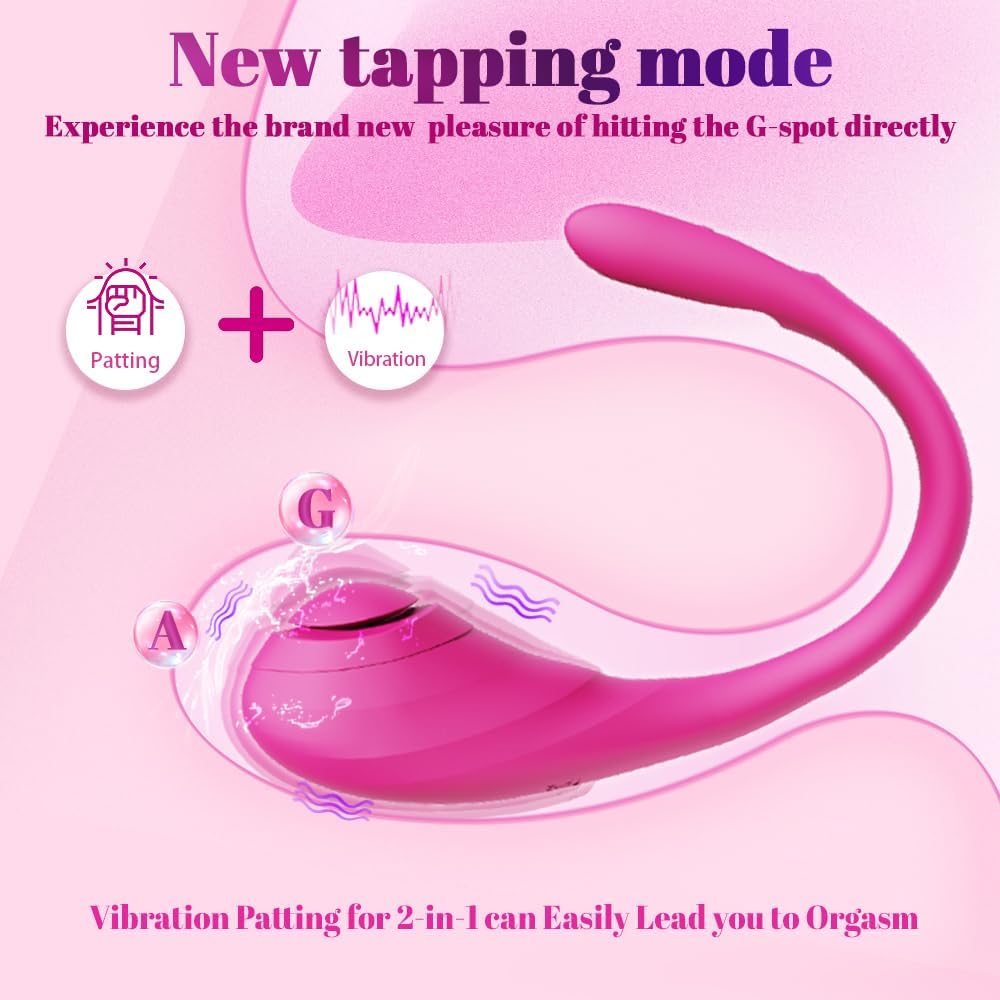 New tapping mode
Experience the brand new pleasure of hitting the G-spot directly
Patting
Vibration
G
A
Vibration Patting for 2-in-1 can Easily Lead you to Orgasm